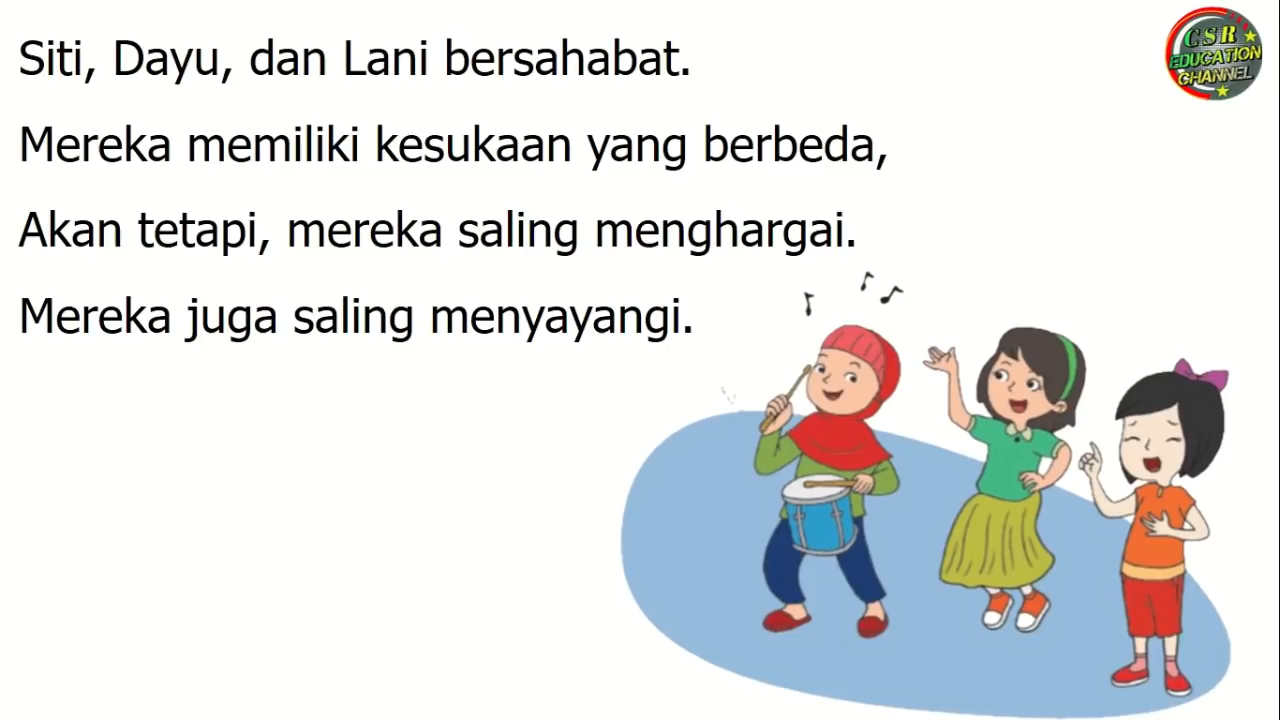 Siti, Dayu, dan Lani bersahabat.
Mereka memiliki kesukaan yang berbeda,
Akan tetapi, mereka saling menghargai.
Mereka juga saling menyayangi.
CSR
EDUCATION
CHANNEL